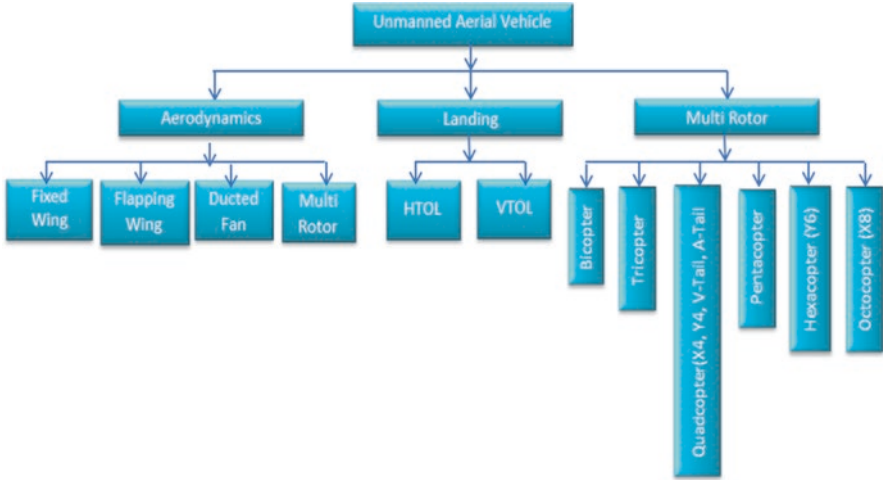 Unmanned Aerial Vehicle
Aerodynamics
Landing
Multi Rotor
Fixed
Wing
Flapping
Wing
Ducted
Fan
Multi
Rotor
HTOL
VTOL
Bicopter
Tricopter
Quadcopter(X4, Y4, V-Tail, A-Tail
Pentacopter
Hexacopter (Y6)
Octocopter (X8)